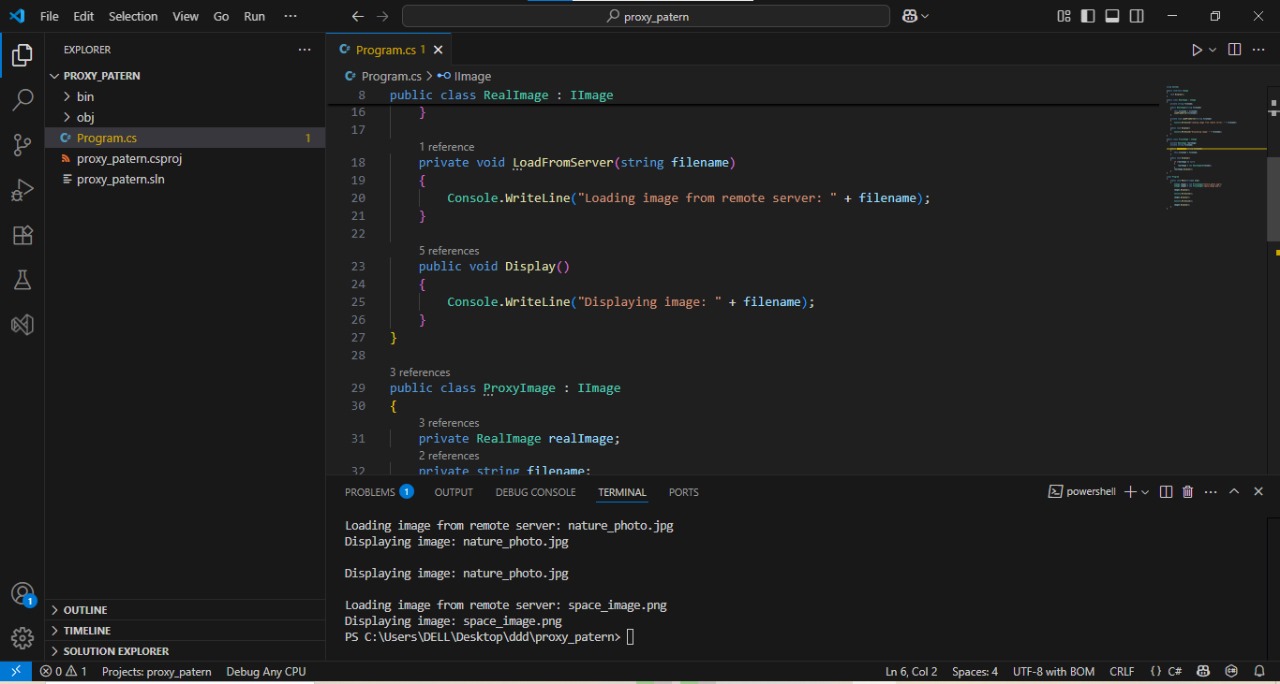 File Edit Selection View Go Run ···
proxy_patern
EXPLORER
PROXY_PATERN
bin
obj
Program.cs 1
proxy_patern.csproj
proxy_patern.sln
OUTLINE
TIMELINE
SOLUTION EXPLORER
Program.cs 1
Program.cs > IImage
8 public class RealImage : IImage
16 }
17
1 reference
18 private void LoadFromServer(string filename)
19 {
20 Console.WriteLine("Loading image from remote server: " + filename);
21 }
22
5 references
23 public void Display()
24 {
25 Console.WriteLine("Displaying image: " + filename);
26 }
27 }
28
3 references
29 public class ProxyImage : IImage
30 {
3 references
31 private RealImage realImage;
2 references
32 private string filename;
PROBLEMS 1 OUTPUT DEBUG CONSOLE TERMINAL PORTS
powershell
Loading image from remote server: nature_photo.jpg
Displaying image: nature_photo.jpg
Displaying image: nature_photo.jpg
Loading image from remote server: space_image.png
Displaying image: space_image.png
PS C:\Users\DELL\Desktop\ddd\proxy_patern>
1
0 1 Projects: proxy_patern Debug Any CPU
Ln 6, Col 2 Spaces: 4 UTF-8 with BOM CRLF {} C#